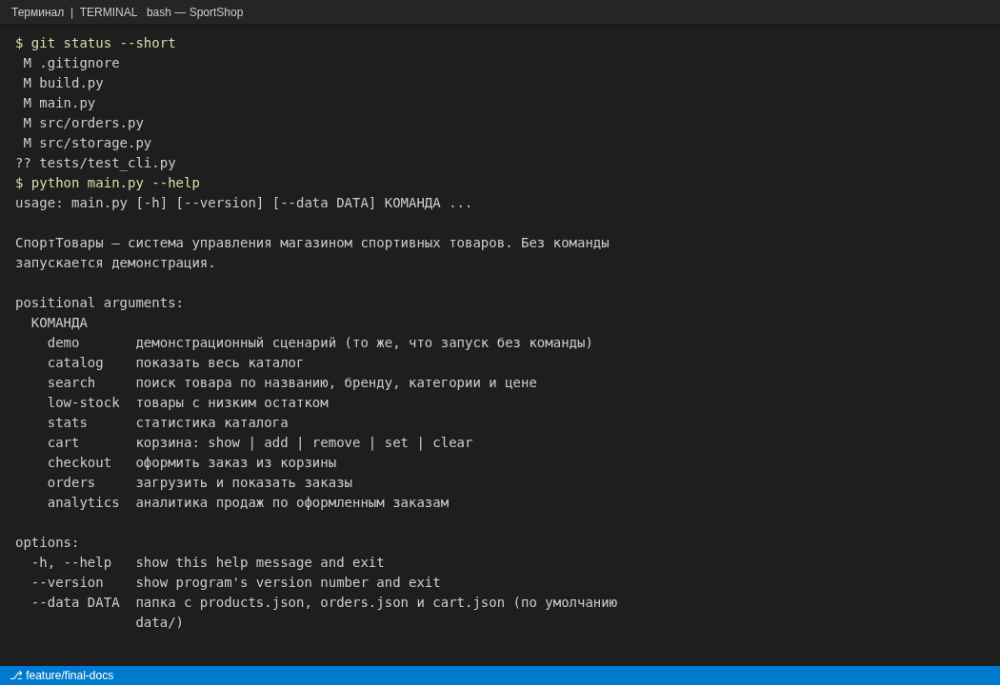 Терминал | TERMINAL bash — SportShop
$ git status --short
 M .gitignore
 M build.py
 M main.py
 M src/orders.py
 M src/storage.py
?? tests/test_cli.py
$ python main.py --help
usage: main.py [-h] [--version] [--data DATA] КОМАНДА ...

СпортТовары — система управления магазином спортивных товаров. Без команды
запускается демонстрация.

positional arguments:
  КОМАНДА
    demo       демонстрационный сценарий (то же, что запуск без команды)
    catalog    показать весь каталог
    search     поиск товара по названию, бренду, категории и цене
    low-stock  товары с низким остатком
    stats      статистика каталога
    cart       корзина: show | add | remove | set | clear
    checkout   оформить заказ из корзины
    orders     загрузить и показать заказы
    analytics  аналитика продаж по оформленным заказам

options:
  -h, --help   show this help message and exit
  --version    show program's version number and exit
  --data DATA  папка с products.json, orders.json и cart.json (по умолчанию
               data/)
⎇ feature/final-docs